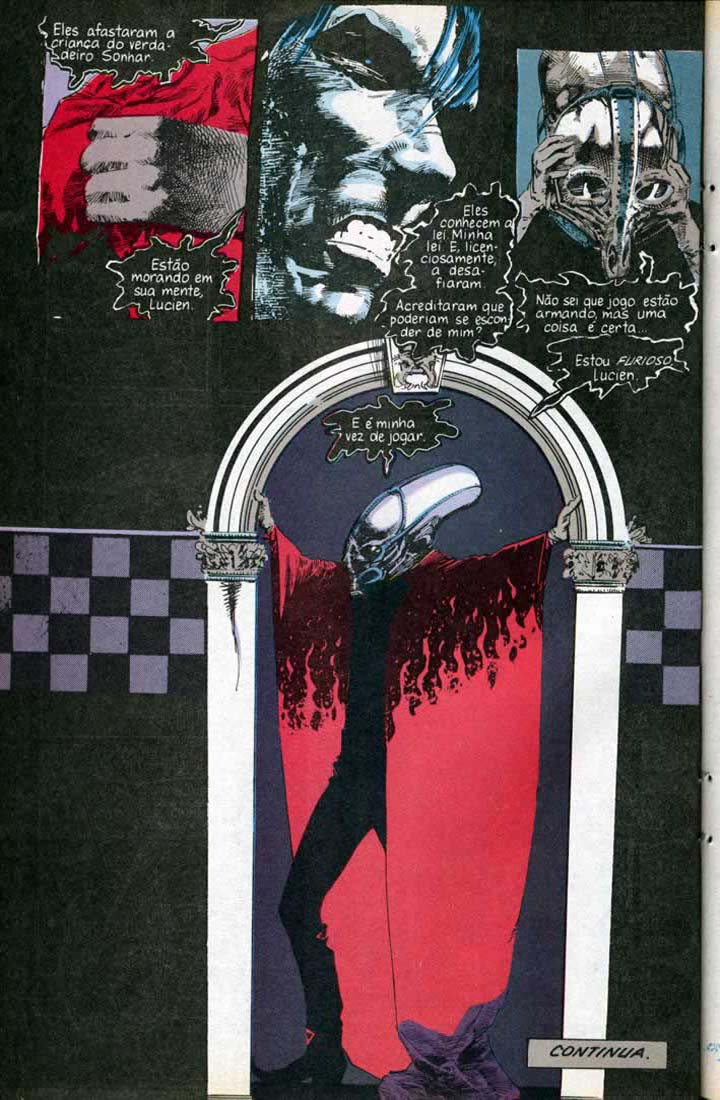 Eles afastaram a
criança do verda-
deiro Sonhar.
Estão
morando em
sua mente,
Lucien.
Eles
conhecem a
lei. Minha
lei. E, licen-
ciosamente,
a desa-
fiaram.
Acreditaram que
poderiam se escon-
der de mim?
Não sei que jogo estão
armando, mas uma
coisa é certa...
Estou FURIOSO,
Lucien.
E é minha
vez de jogar.
CONTINUA.